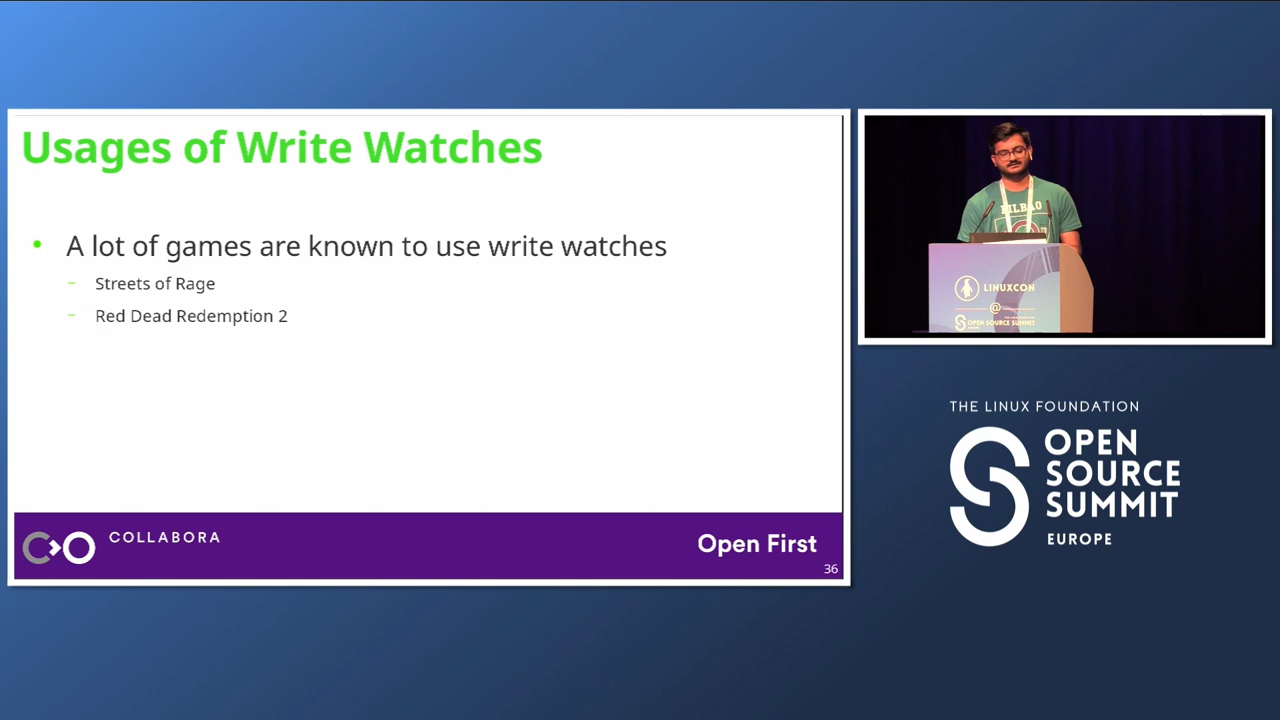 Usages of Write Watches
• A lot of games are known to use write watches
– Streets of Rage
– Red Dead Redemption 2
COLLABORA
Open First
36
BILBAO
LINUXCON
@
OPEN SOURCE SUMMIT
THE LINUX FOUNDATION
OPEN
SOURCE
SUMMIT
EUROPE